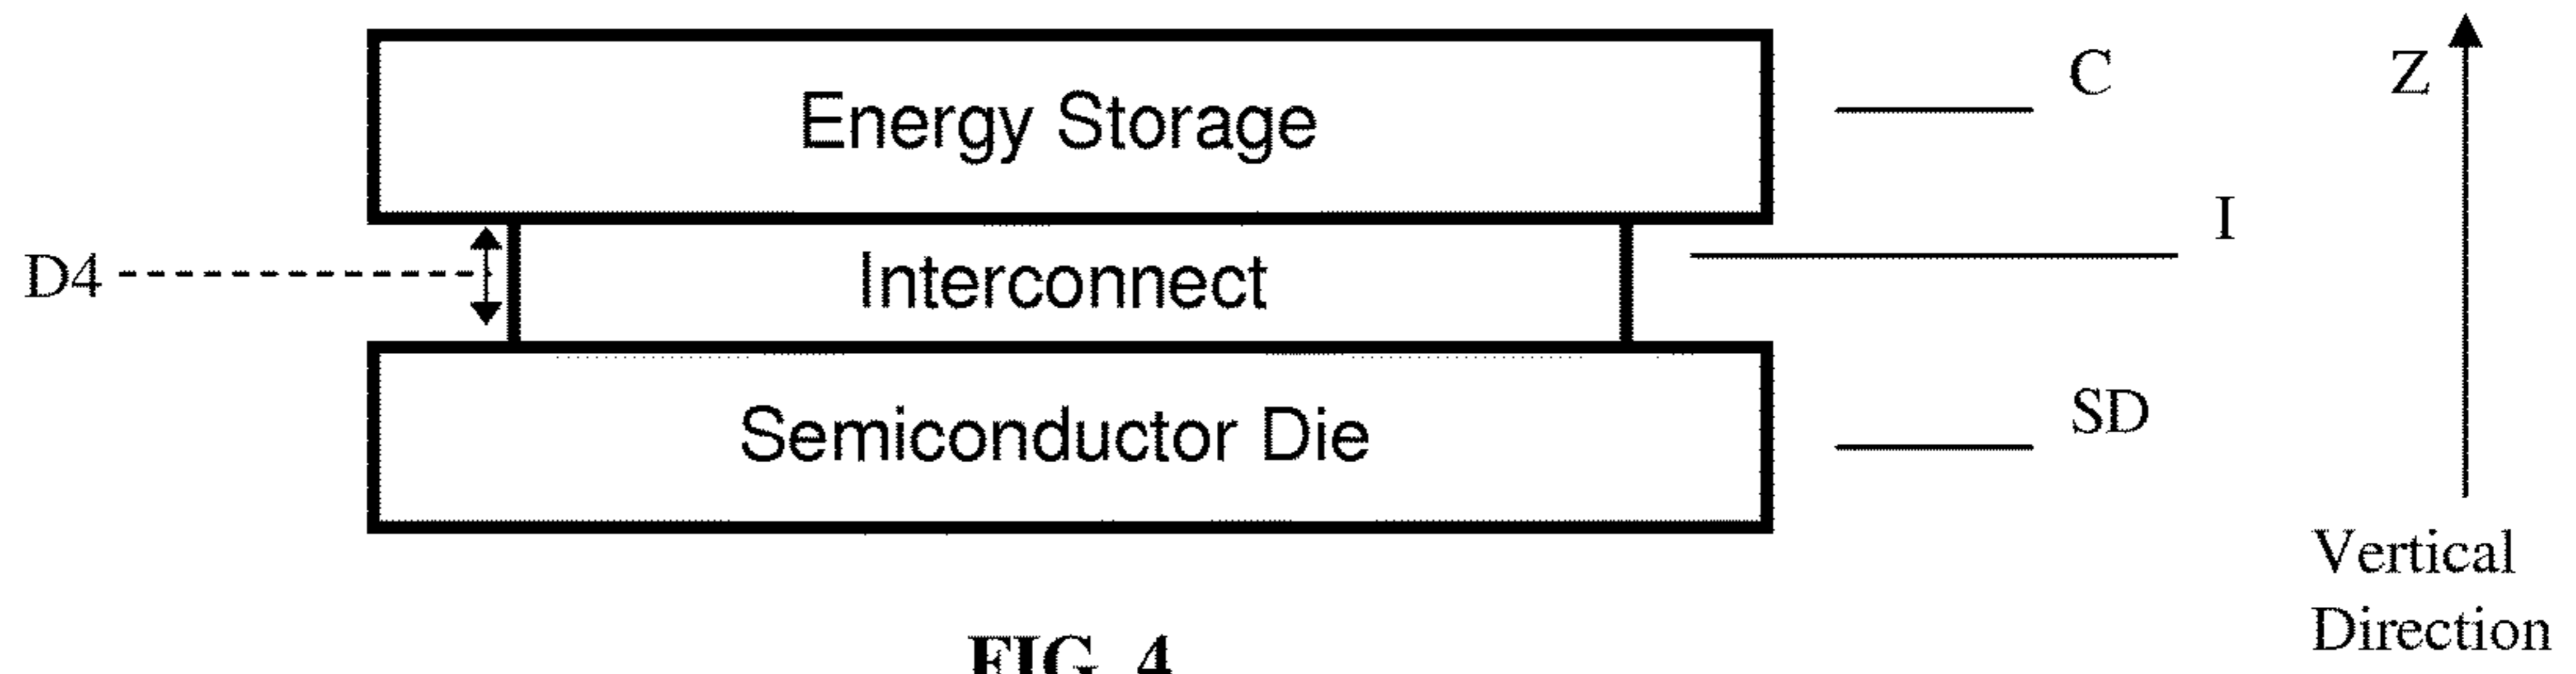 Energy Storage
C
Z
I
D4
Interconnect
Semiconductor Die
SD
Vertical
Direction
FIG. 4